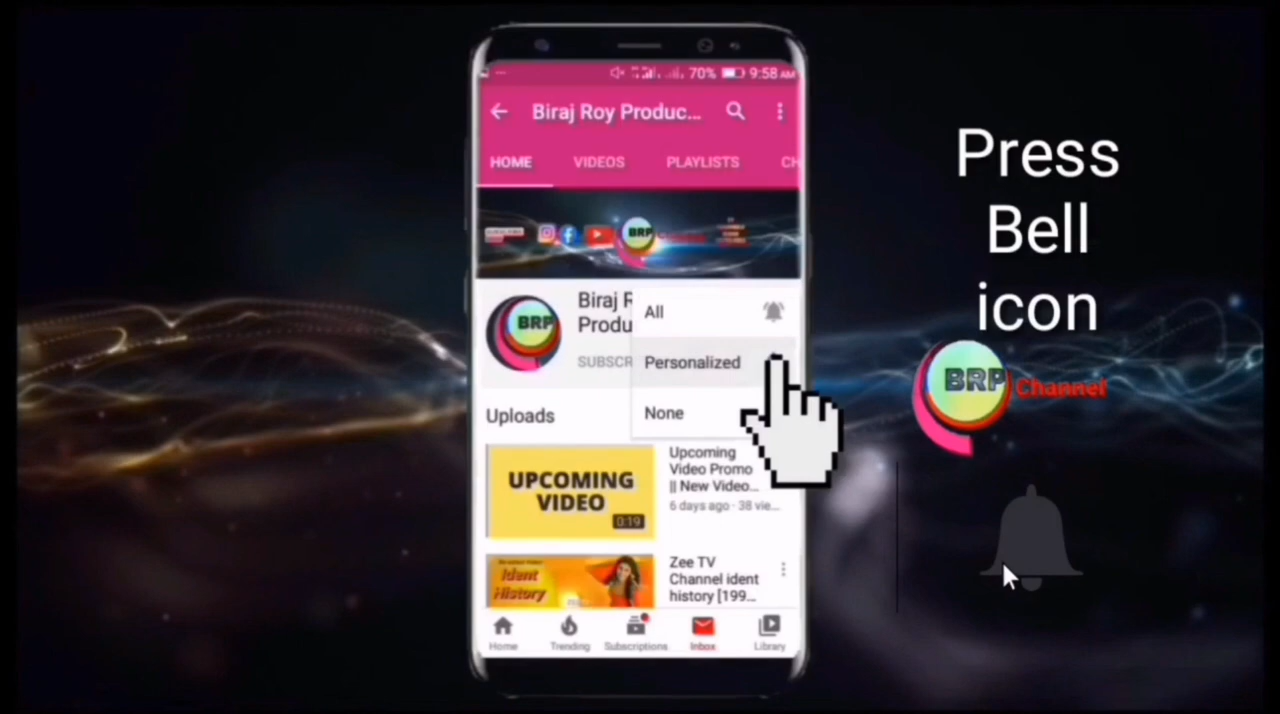 70% 9:58 AM
Biraj Roy Produc...
HOME VIDEOS PLAYLISTS CH
BRP
BRP
Biraj R
Produ
SUBSCR
All
Personalized
None
Uploads
UPCOMING
VIDEO
0:19
Upcoming
Video Promo
|| New Video...
6 days ago · 38 vie...
Ident
History
Zee TV
Channel ident
history [199...
Home Trending Subscriptions Inbox Library
Press
Bell
icon
BRP Channel